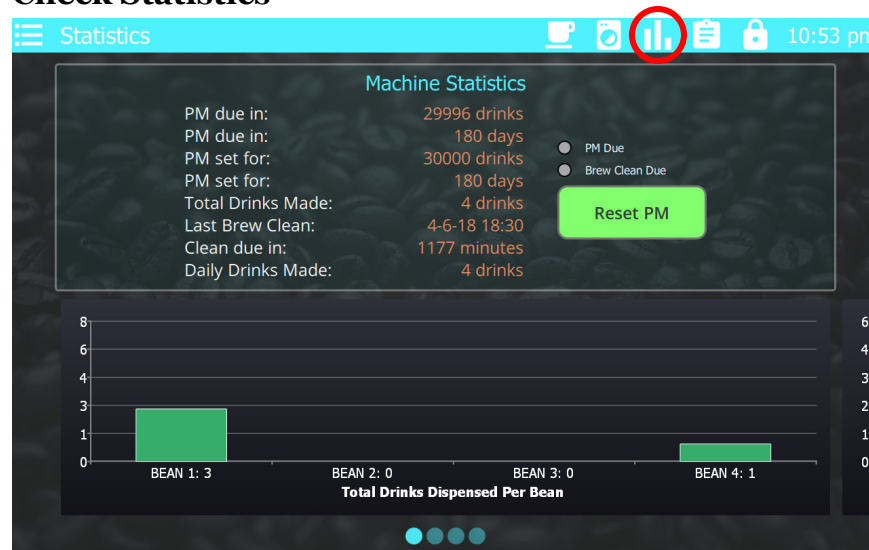 Check Statistics
Statistics 10:53 pm
Machine Statistics
PM due in: 29996 drinks
PM due in: 180 days
PM set for: 30000 drinks
PM set for: 180 days
Total Drinks Made: 4 drinks
Last Brew Clean: 4-6-18 18:30
Clean due in: 1177 minutes
Daily Drinks Made: 4 drinks
PM Due
Brew Clean Due
Reset PM
8
6
4
3
1
0
BEAN 1: 3 BEAN 2: 0 BEAN 3: 0 BEAN 4: 1
Total Drinks Dispensed Per Bean
6
4
3
2
1
0